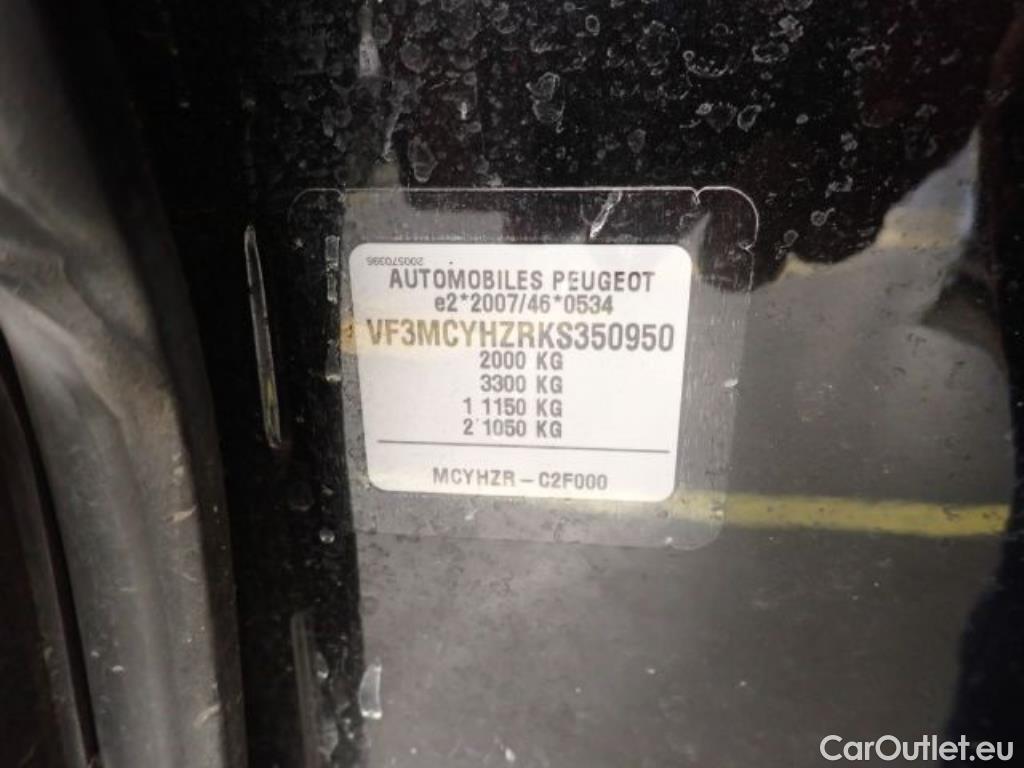 200570396
AUTOMOBILES PEUGEOT
e2*2007/46*0534
VF3MCYHZRKS350950
2000 KG
3300 KG
1 1150 KG
2 1050 KG
MCYHZR - C2F000
CarOutlet.eu